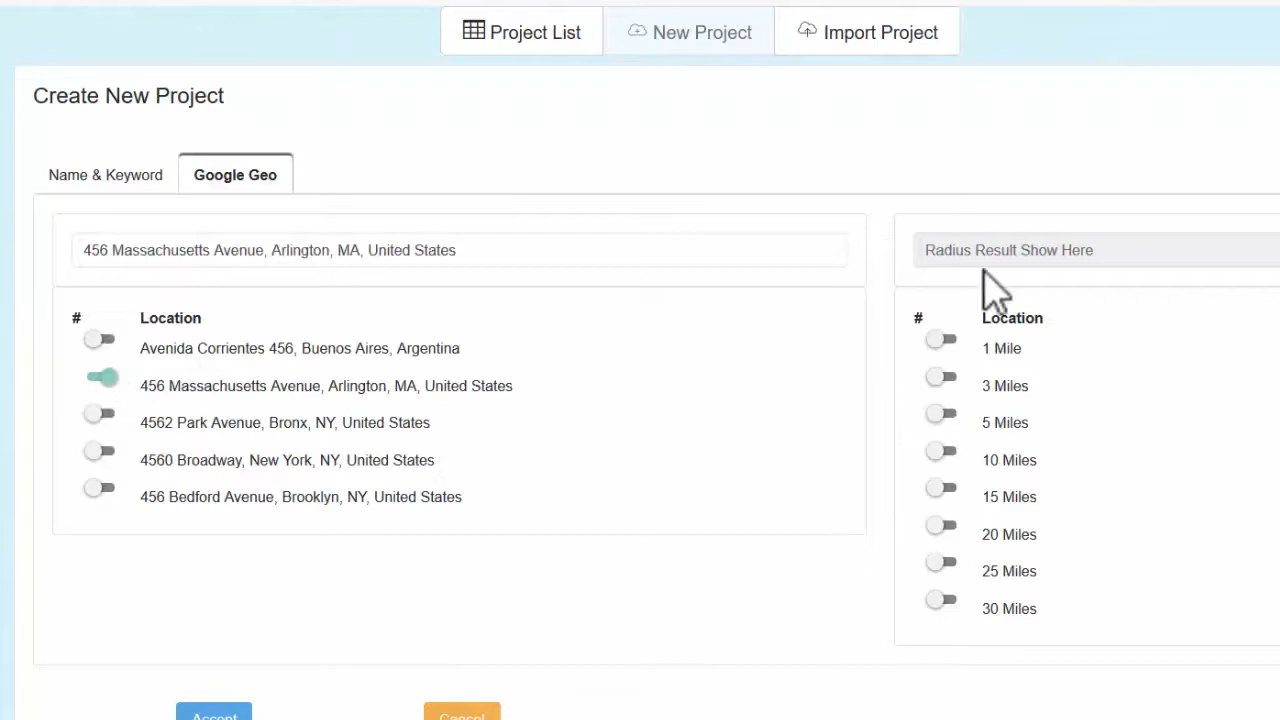 Project List New Project Import Project
Create New Project
Name & Keyword Google Geo
456 Massachusetts Avenue, Arlington, MA, United States
Radius Result Show Here
# Location
Avenida Corrientes 456, Buenos Aires, Argentina
456 Massachusetts Avenue, Arlington, MA, United States
4562 Park Avenue, Bronx, NY, United States
4560 Broadway, New York, NY, United States
456 Bedford Avenue, Brooklyn, NY, United States
# Location
1 Mile
3 Miles
5 Miles
10 Miles
15 Miles
20 Miles
25 Miles
30 Miles
Accept Cancel